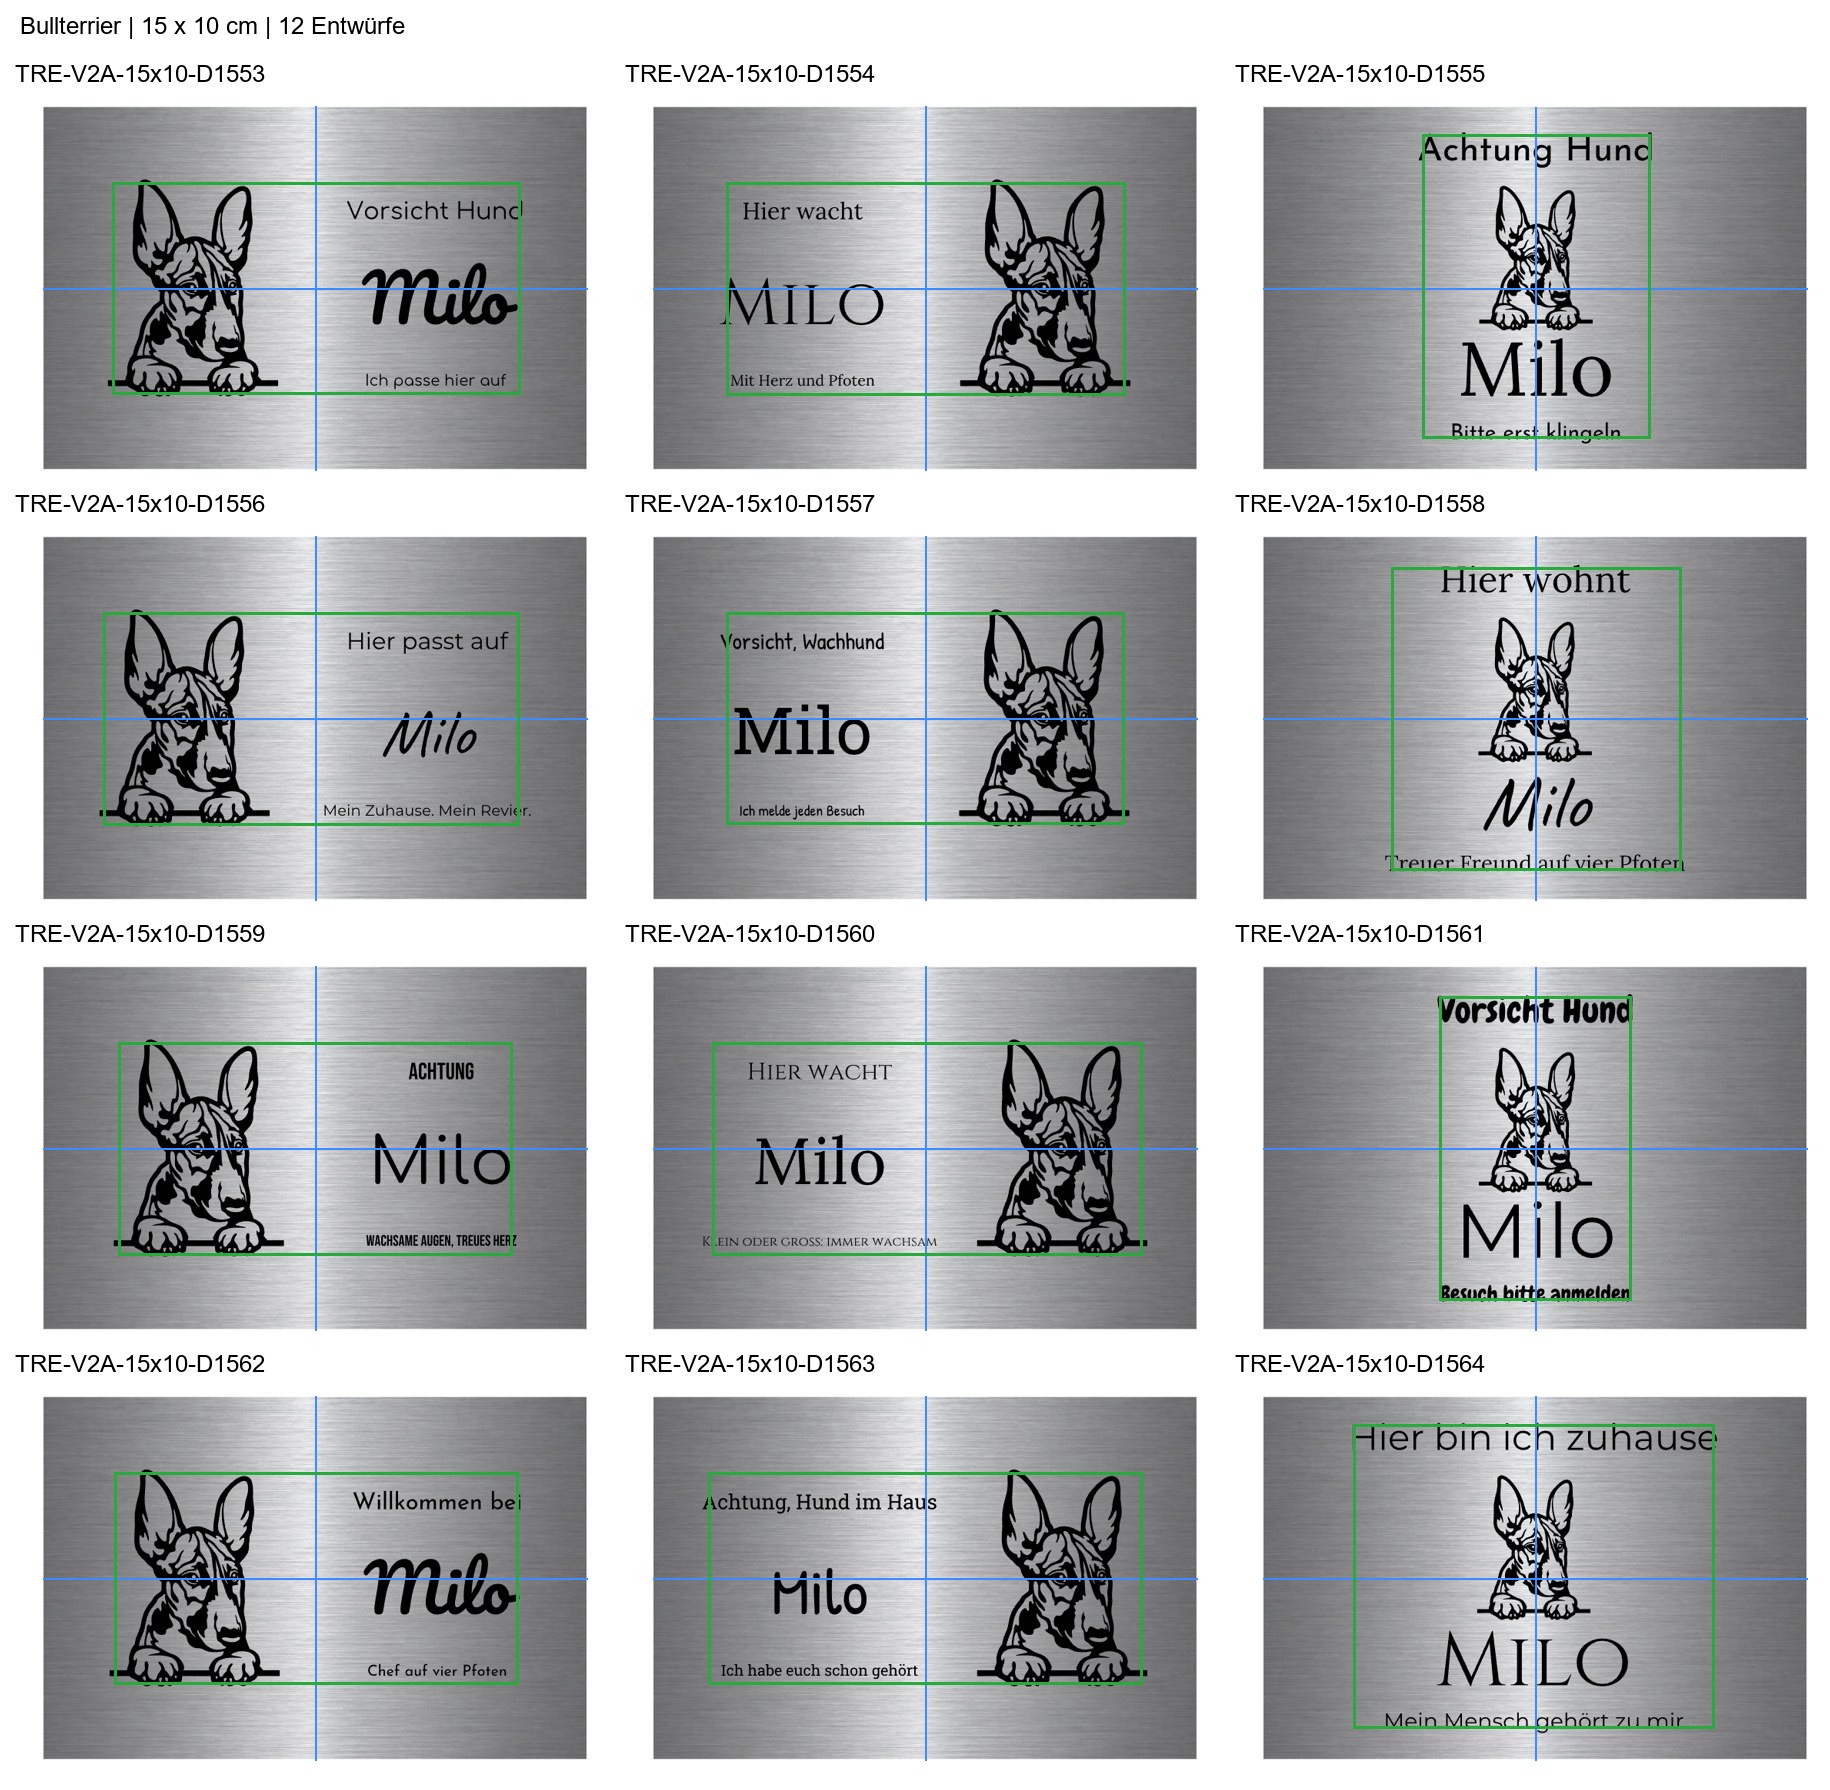 Bullterrier | 15 x 10 cm | 12 Entwürfe
TRE-V2A-15x10-D1553
Vorsicht Hund
Milo
Ich passe hier auf
TRE-V2A-15x10-D1554
Hier wacht
Milo
Mit Herz und Pfoten
TRE-V2A-15x10-D1555
Achtung Hund
Milo
Bitte erst klingeln
TRE-V2A-15x10-D1556
Hier passt auf
Milo
Mein Zuhause. Mein Revier.
TRE-V2A-15x10-D1557
Vorsicht, Wachhund
Milo
Ich melde jeden Besuch
TRE-V2A-15x10-D1558
Hier wohnt
Milo
Treuer Freund auf vier Pfoten
TRE-V2A-15x10-D1559
ACHTUNG
Milo
WACHSAME AUGEN, TREUES HERZ
TRE-V2A-15x10-D1560
Hier wacht
Milo
Klein oder gross: immer wachsam
TRE-V2A-15x10-D1561
Vorsicht Hund
Milo
Besuch bitte anmelden
TRE-V2A-15x10-D1562
Willkommen bei
Milo
Chef auf vier Pfoten
TRE-V2A-15x10-D1563
Achtung, Hund im Haus
Milo
Ich habe euch schon gehört
TRE-V2A-15x10-D1564
Hier bin ich zuhause
Milo
Mein Mensch gehört zu mir